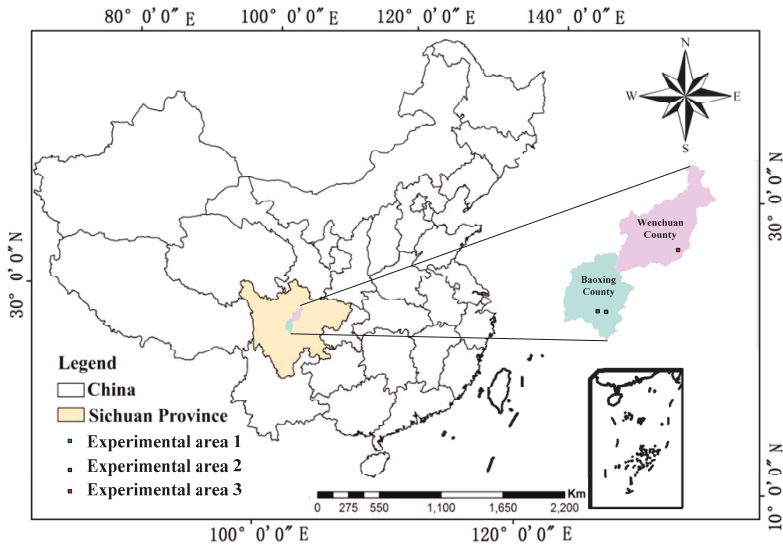 80° 0′0″E
100° 0′0″E
120° 0′0″E
140° 0′0″E
N
W
E
S
30° 0′0″N
30° 0′0″N
Wenchuan
County
Baoxing
County
Legend
China
Sichuan Province
Experimental area 1
Experimental area 2
Experimental area 3
Km
0 275 550 1,100 1,650 2,200
10° 0′0″N
100° 0′0″E
120° 0′0″E